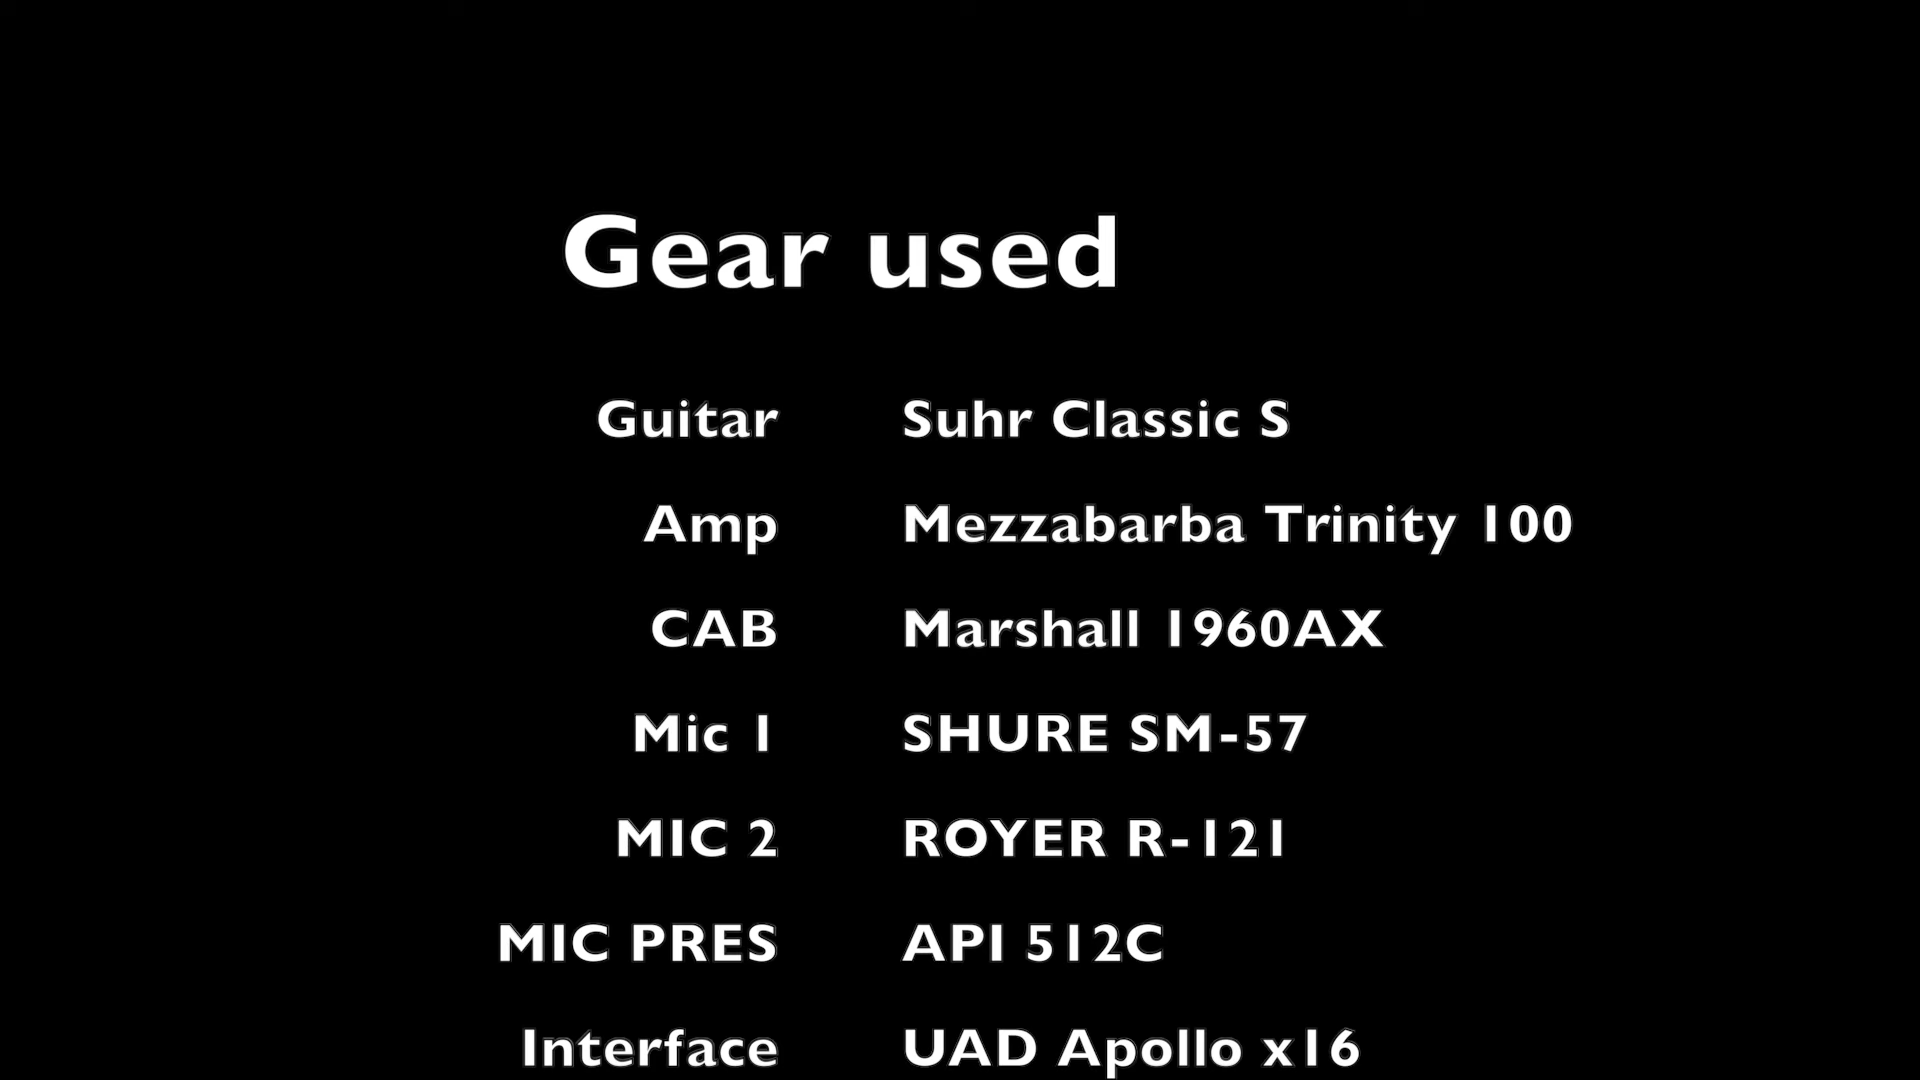 Gear used
Guitar Suhr Classic S
Amp Mezzabarba Trinity 100
CAB Marshall 1960AX
Mic 1 SHURE SM-57
MIC 2 ROYER R-121
MIC PRES API 512C
Interface UAD Apollo x16